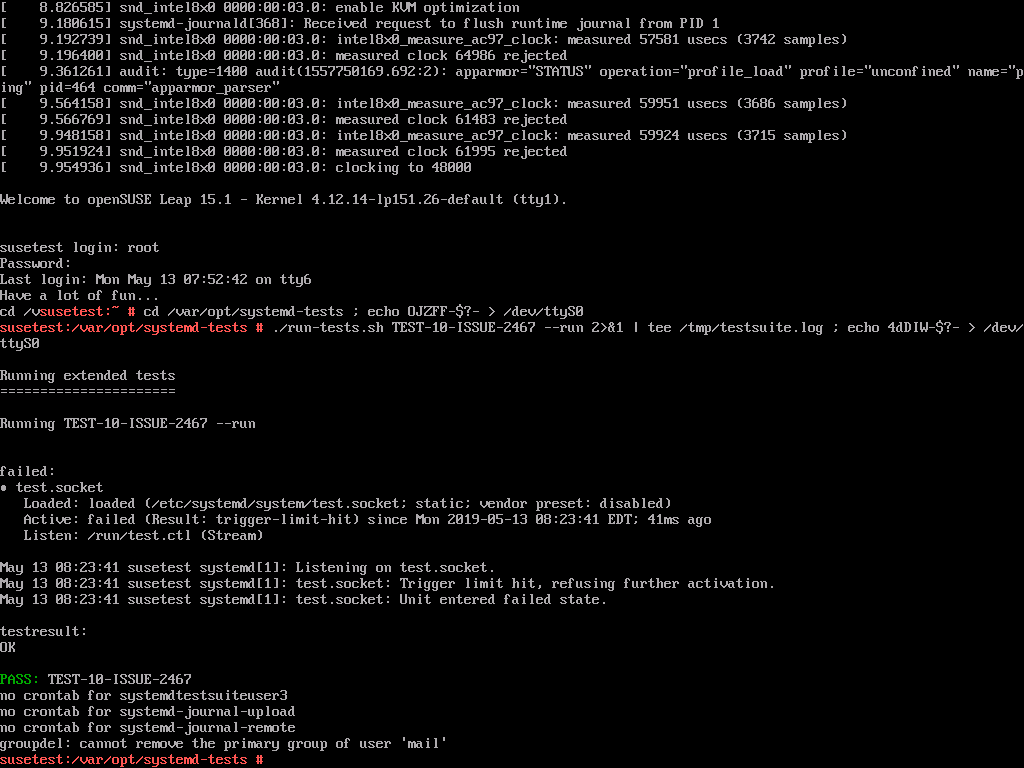 [    8.826585] snd_intel8x0 0000:00:03.0: enable KVM optimization
[    9.180615] systemd-journald[368]: Received request to flush runtime journal from PID 1
[    9.192739] snd_intel8x0 0000:00:03.0: intel8x0_measure_ac97_clock: measured 57581 usecs (3742 samples)
[    9.196400] snd_intel8x0 0000:00:03.0: measured clock 64986 rejected
[    9.361261] audit: type=1400 audit(1557750169.692:2): apparmor="STATUS" operation="profile_load" profile="unconfined" name="p
ing" pid=464 comm="apparmor_parser"
[    9.564158] snd_intel8x0 0000:00:03.0: intel8x0_measure_ac97_clock: measured 59951 usecs (3686 samples)
[    9.566769] snd_intel8x0 0000:00:03.0: measured clock 61483 rejected
[    9.948158] snd_intel8x0 0000:00:03.0: intel8x0_measure_ac97_clock: measured 59924 usecs (3715 samples)
[    9.951924] snd_intel8x0 0000:00:03.0: measured clock 61995 rejected
[    9.954936] snd_intel8x0 0000:00:03.0: clocking to 48000
Welcome to openSUSE Leap 15.1 - Kernel 4.12.14-lp151.26-default (tty1).
susetest login: root
Password:
Last login: Mon May 13 07:52:42 on tty6
Have a lot of fun...
cd /vsusetest:~ # cd /var/opt/systemd-tests ; echo OJZFF-$?- > /dev/ttyS0
susetest:/var/opt/systemd-tests # ./run-tests.sh TEST-10-ISSUE-2467 --run 2>&1 | tee /tmp/testsuite.log ; echo 4dDIW-$?- > /dev/
ttyS0
Running extended tests
======================
Running TEST-10-ISSUE-2467 --run
failed:
• test.socket
   Loaded: loaded (/etc/systemd/system/test.socket; static; vendor preset: disabled)
   Active: failed (Result: trigger-limit-hit) since Mon 2019-05-13 08:23:41 EDT; 41ms ago
   Listen: /run/test.ctl (Stream)
May 13 08:23:41 susetest systemd[1]: Listening on test.socket.
May 13 08:23:41 susetest systemd[1]: test.socket: Trigger limit hit, refusing further activation.
May 13 08:23:41 susetest systemd[1]: test.socket: Unit entered failed state.
testresult:
OK
PASS: TEST-10-ISSUE-2467
no crontab for systemdtestsuiteuser3
no crontab for systemd-journal-upload
no crontab for systemd-journal-remote
groupdel: cannot remove the primary group of user 'mail'
susetest:/var/opt/systemd-tests #